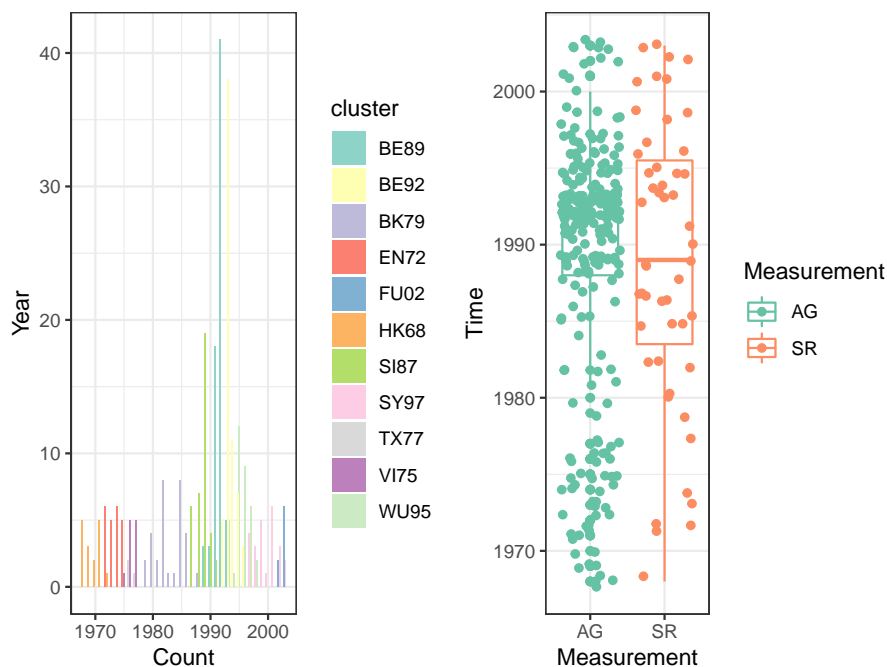 40
30
20
10
0
Year
1970 1980 1990 2000
Count
cluster
BE89
BE92
BK79
EN72
FU02
HK68
SI87
SY97
TX77
VI75
WU95
2000
1990
1980
1970
Time
AG SR
Measurement
Measurement
AG
SR